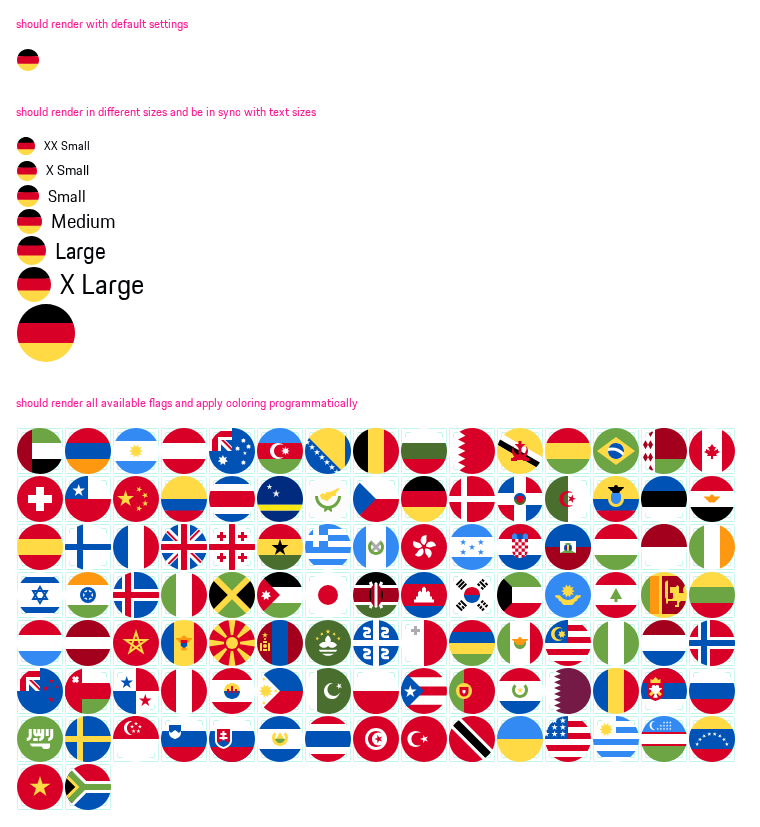 should render with default settings
should render in different sizes and be in sync with text sizes
XX Small
X Small
Small
Medium
Large
X Large
should render all available flags and apply coloring programmatically